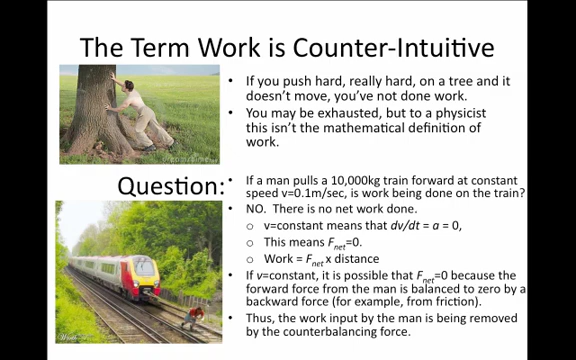 The Term Work is Counter-Intuitive
• If you push hard, really hard, on a tree and it
doesn't move, you've not done work.
• You may be exhausted, but to a physicist
this isn't the mathematical definition of
work.
Question:
• If a man pulls a 10,000kg train forward at constant
speed v=0.1m/sec, is work being done on the train?
• NO. There is no net work done.
o v=constant means that dv/dt = a = 0,
o This means Fnet=0.
o Work = Fnet x distance
• If v=constant, it is possible that Fnet=0 because the
forward force from the man is balanced to zero by a
backward force (for example, from friction).
• Thus, the work input by the man is being removed
by the counterbalancing force.